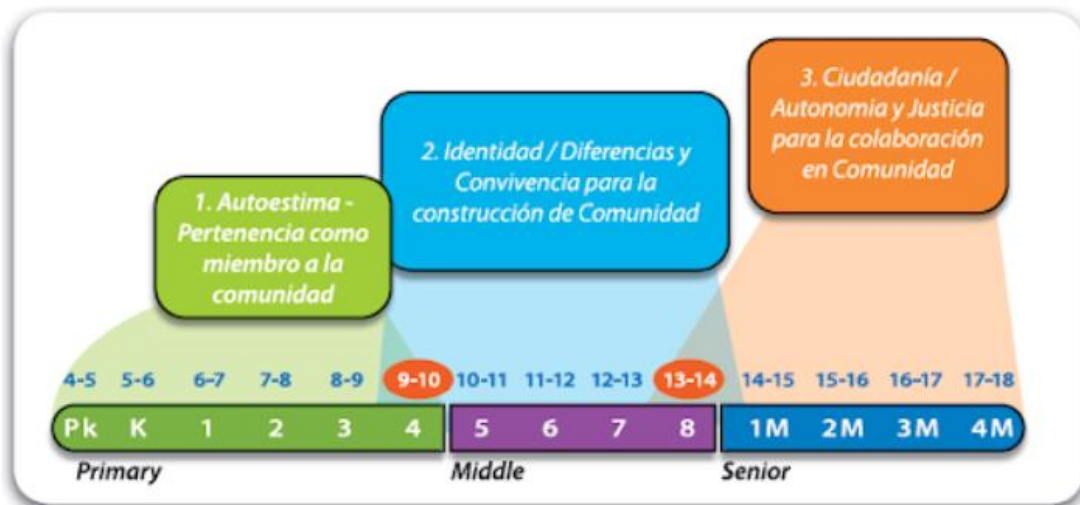 3. Ciudadanía /
Autonomia y Justicia
para la colaboración
en Comunidad
2. Identidad / Diferencias y
Convivencia para la
construcción de Comunidad
1. Autoestima -
Pertenencia como
miembro a la
comunidad
4-5 5-6 6-7 7-8 8-9 9-10 10-11 11-12 12-13 13-14 14-15 15-16 16-17 17-18
Pk K 1 2 3 4 5 6 7 8 1M 2M 3M 4M
Primary Middle Senior